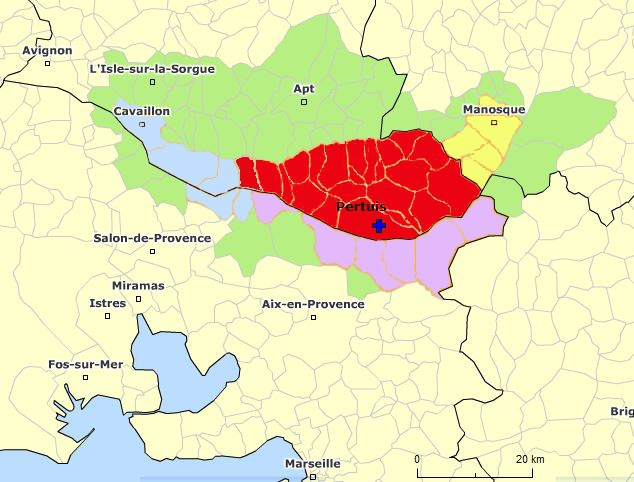 Avignon
L'Isle-sur-la-Sorgue
Apt
Cavaillon
Manosque
Pertuis
Salon-de-Provence
Miramas
Istres
Aix-en-Provence
Fos-sur-Mer
Brig
Marseille
0 20 km